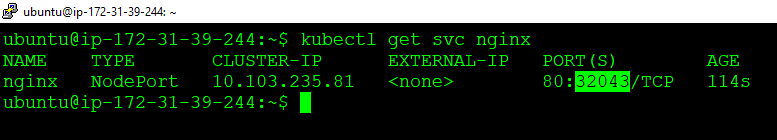 ubuntu@ip-172-31-39-244: ~
ubuntu@ip-172-31-39-244:~$ kubectl get svc nginx
NAME TYPE CLUSTER-IP EXTERNAL-IP PORT(S) AGE
nginx NodePort 10.103.235.81 <none> 80:32043/TCP 114s
ubuntu@ip-172-31-39-244:~$